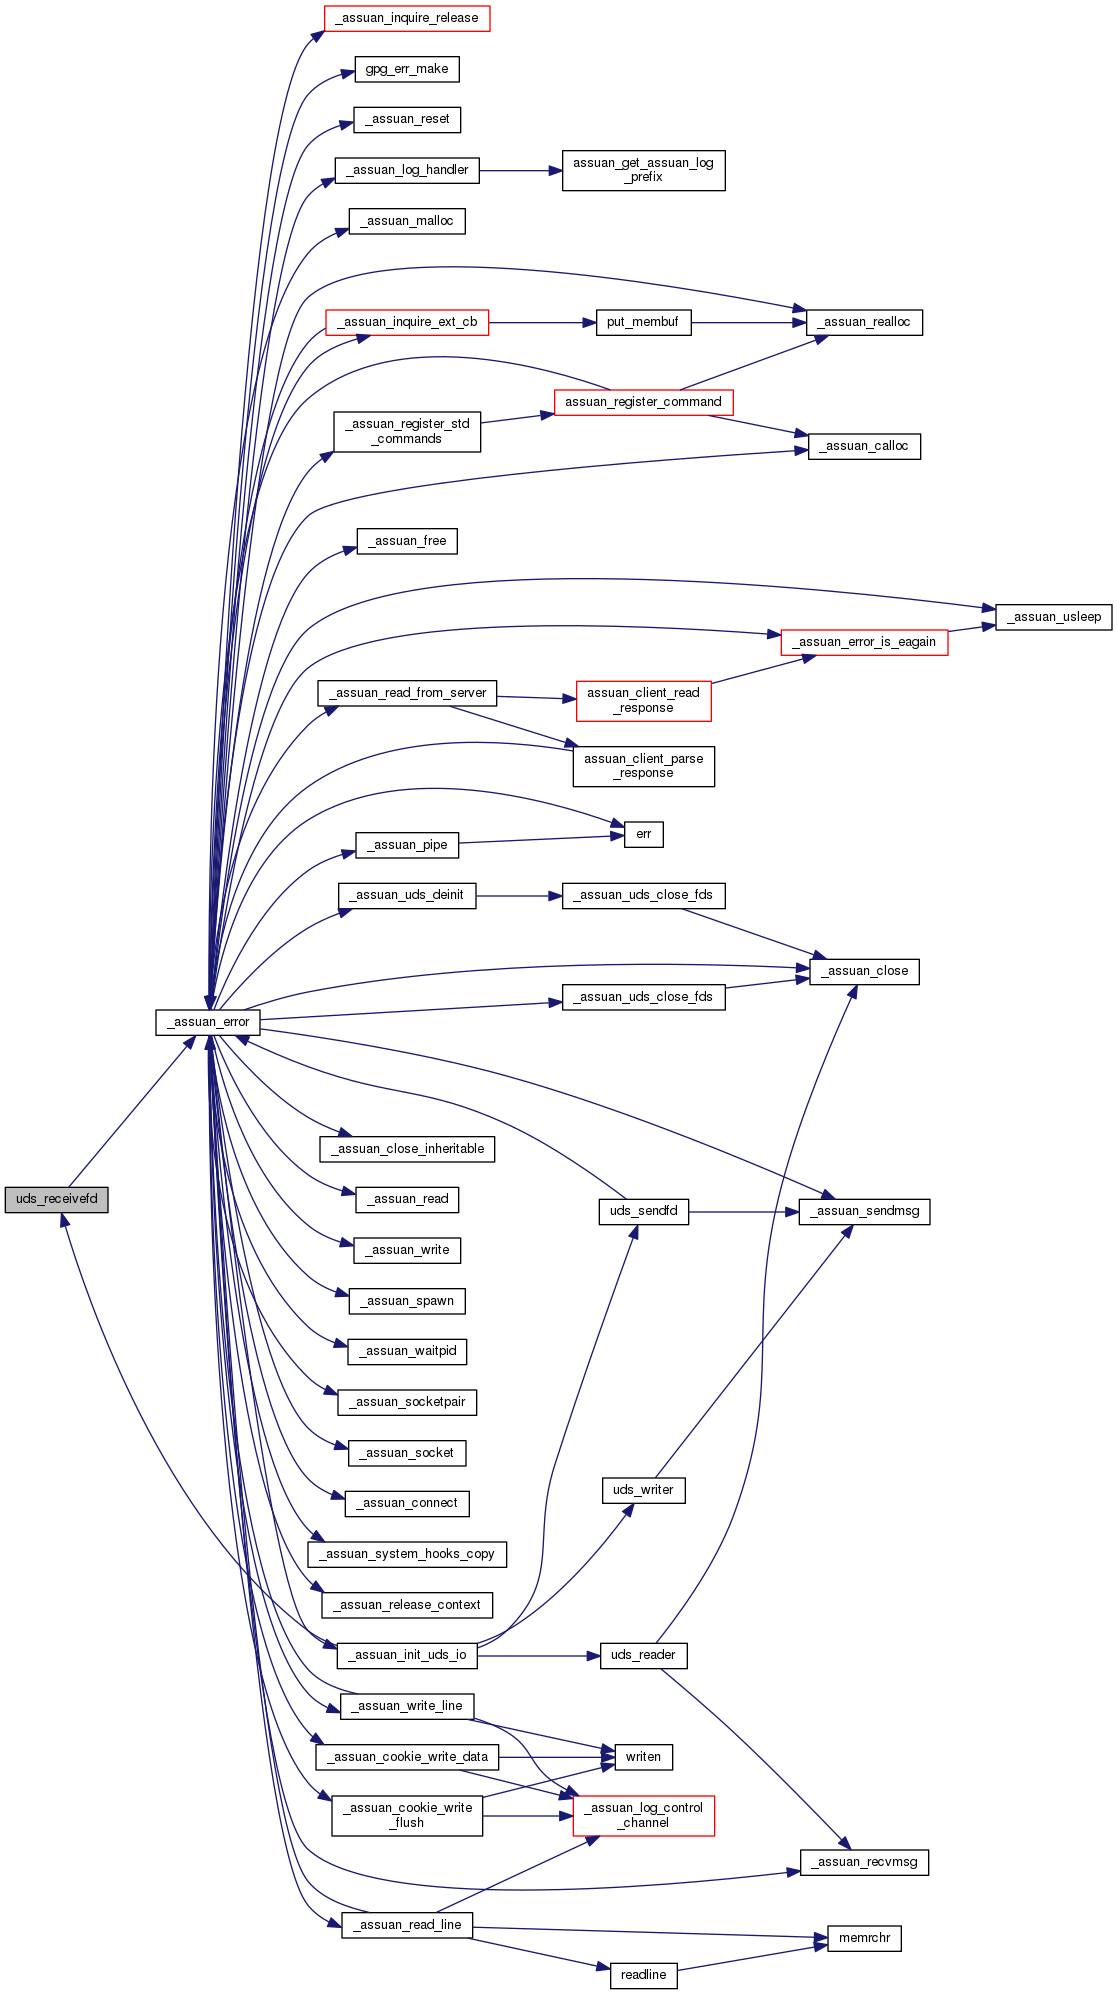 _assuan_inquire_release
gpg_err_make
_assuan_reset
_assuan_log_handler
assuan_get_assuan_log
_prefix
_assuan_malloc
_assuan_inquire_ext_cb
put_membuf
_assuan_realloc
assuan_register_command
_assuan_register_std
_commands
_assuan_calloc
_assuan_free
_assuan_usleep
_assuan_error_is_eagain
_assuan_read_from_server
assuan_client_read
_response
assuan_client_parse
_response
_assuan_pipe
err
_assuan_uds_deinit
_assuan_uds_close_fds
_assuan_close
_assuan_uds_close_fds
_assuan_error
_assuan_close_inheritable
uds_receivefd
_assuan_read
uds_sendfd
_assuan_sendmsg
_assuan_write
_assuan_spawn
_assuan_waitpid
_assuan_socketpair
_assuan_socket
uds_writer
_assuan_connect
_assuan_system_hooks_copy
_assuan_release_context
_assuan_init_uds_io
uds_reader
_assuan_write_line
_assuan_cookie_write_data
writen
_assuan_cookie_write
_flush
_assuan_log_control
_channel
_assuan_recvmsg
_assuan_read_line
memrchr
readline